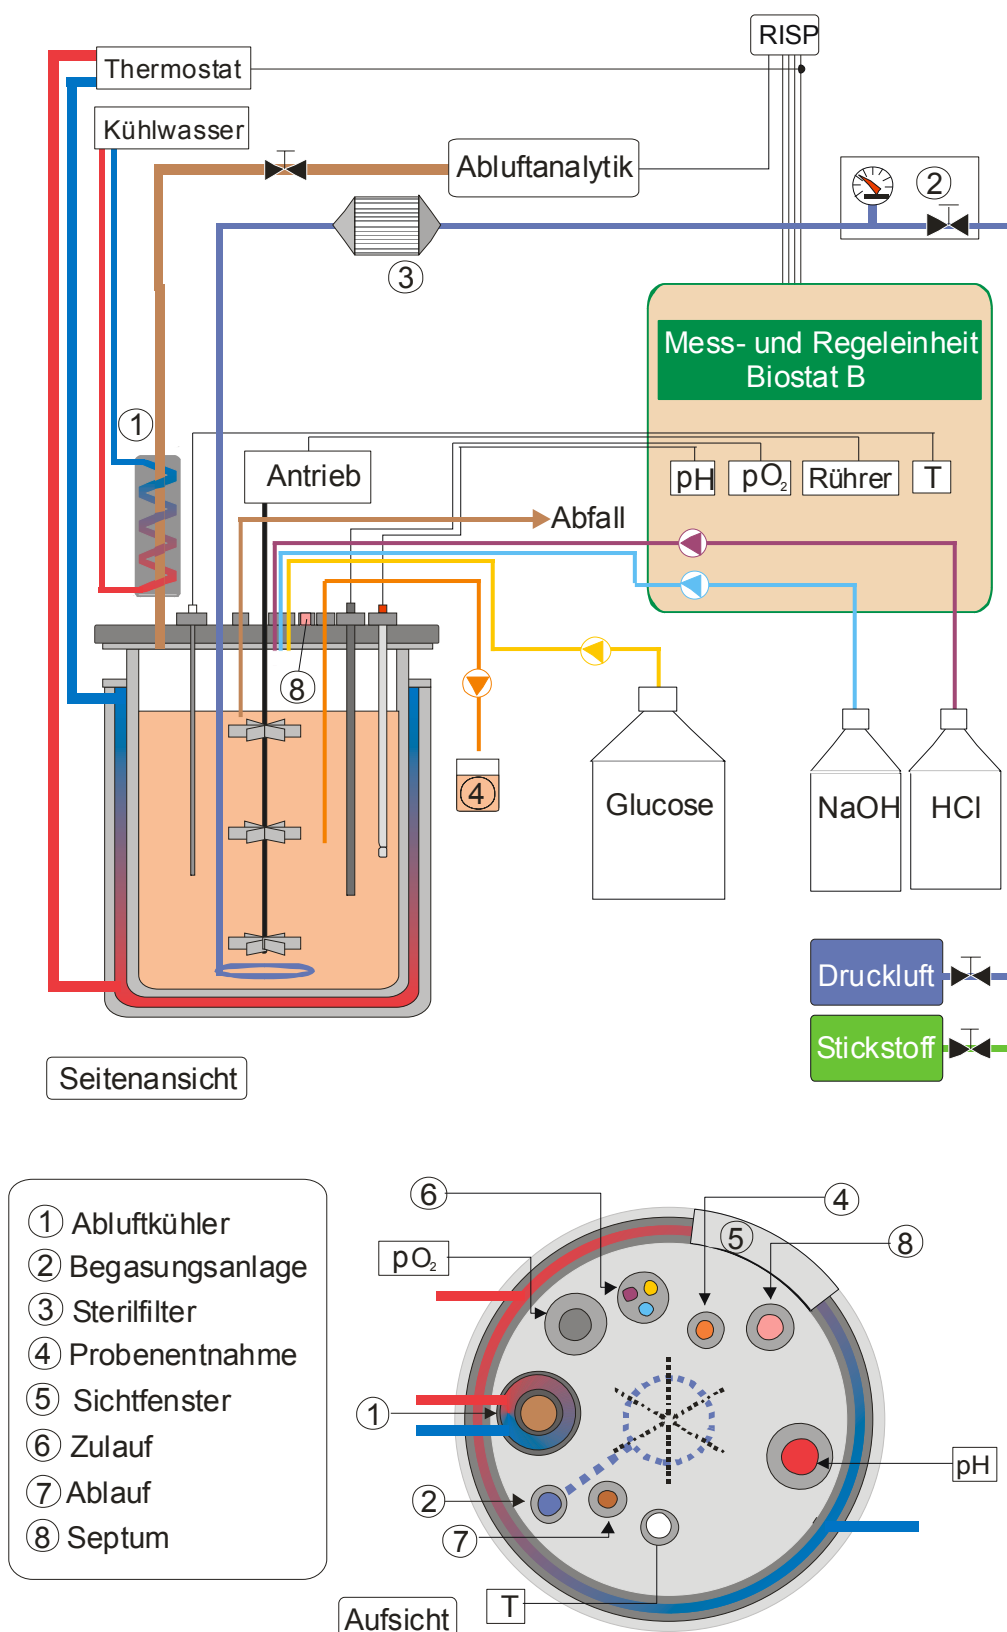 RISP
Thermostat
Kühlwasser
Abluftanalytik
2
3
Mess- und Regeleinheit
Biostat B
1
Antrieb
pH
pO2
Rührer
T
Abfall
8
4
Glucose
NaOH
HCl
Druckluft
Stickstoff
Seitenansicht
1 Abluftkühler
2 Begasungsanlage
3 Sterilfilter
4 Probenentnahme
5 Sichtfenster
6 Zulauf
7 Ablauf
8 Septum
6
4
5
8
pO2
1
pH
2
7
T
Aufsicht